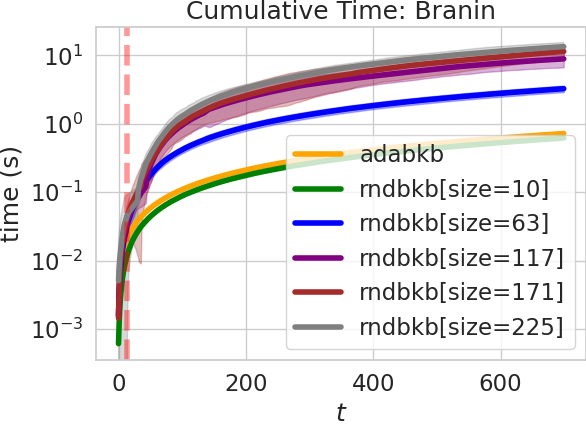 Cumulative Time: Branin
time (s)
10¹
10⁰
10⁻¹
10⁻²
10⁻³
adabkb
rndbkb[size=10]
rndbkb[size=63]
rndbkb[size=117]
rndbkb[size=171]
rndbkb[size=225]
0 200 400 600
t